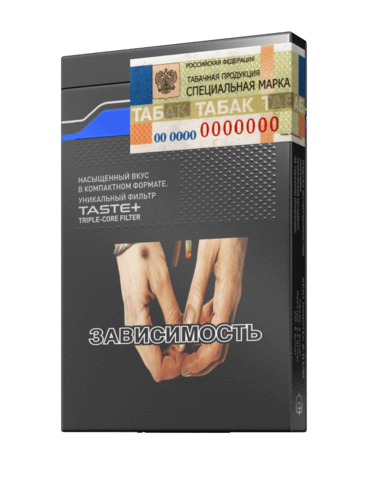 РОССИЙСКАЯ ФЕДЕРАЦИЯ
ТАБАЧНАЯ ПРОДУКЦИЯ
СПЕЦИАЛЬНАЯ МАРКА
ТАБАК ТАБАК ТА
00 0000 0000000
НАСЫЩЕННЫЙ ВКУС
В КОМПАКТНОМ ФОРМАТЕ.
УНИКАЛЬНЫЙ ФИЛЬТР
TASTE+
TRIPLE-CORE FILTER
ЗАВИСИМОСТЬ